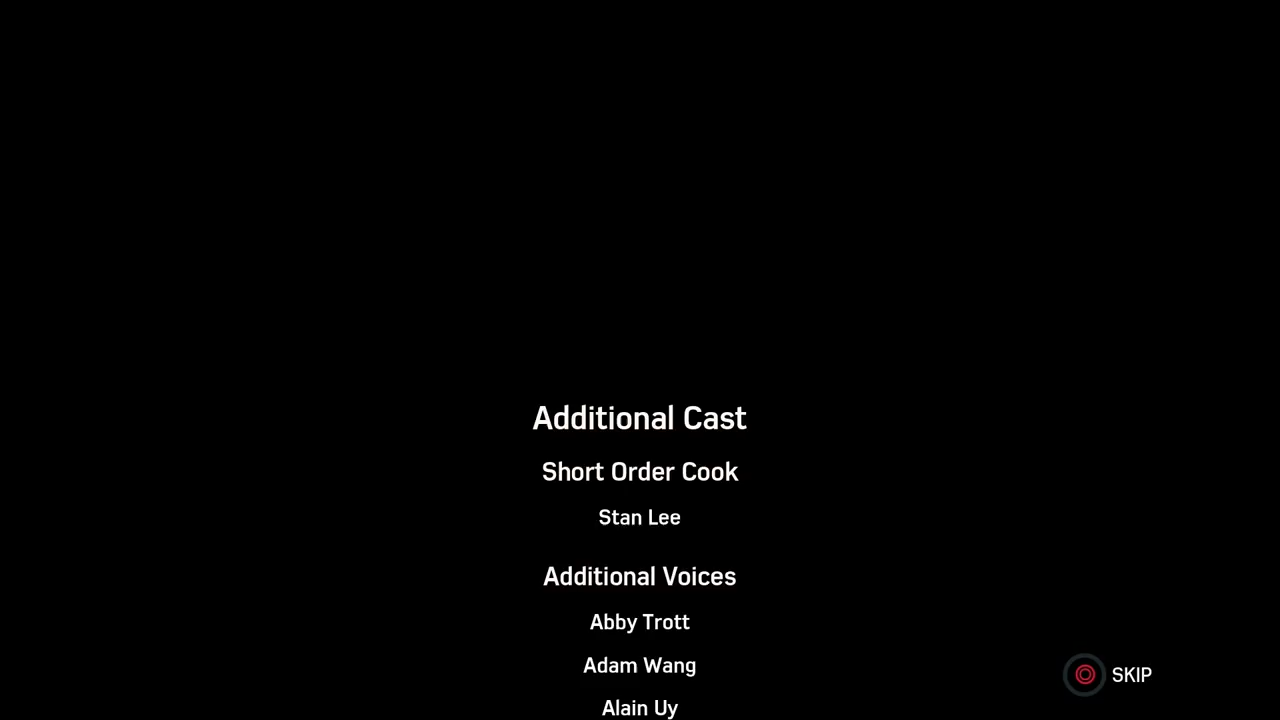 Additional Cast
Short Order Cook
Stan Lee
Additional Voices
Abby Trott
Adam Wang
SKIP
Alain Uy